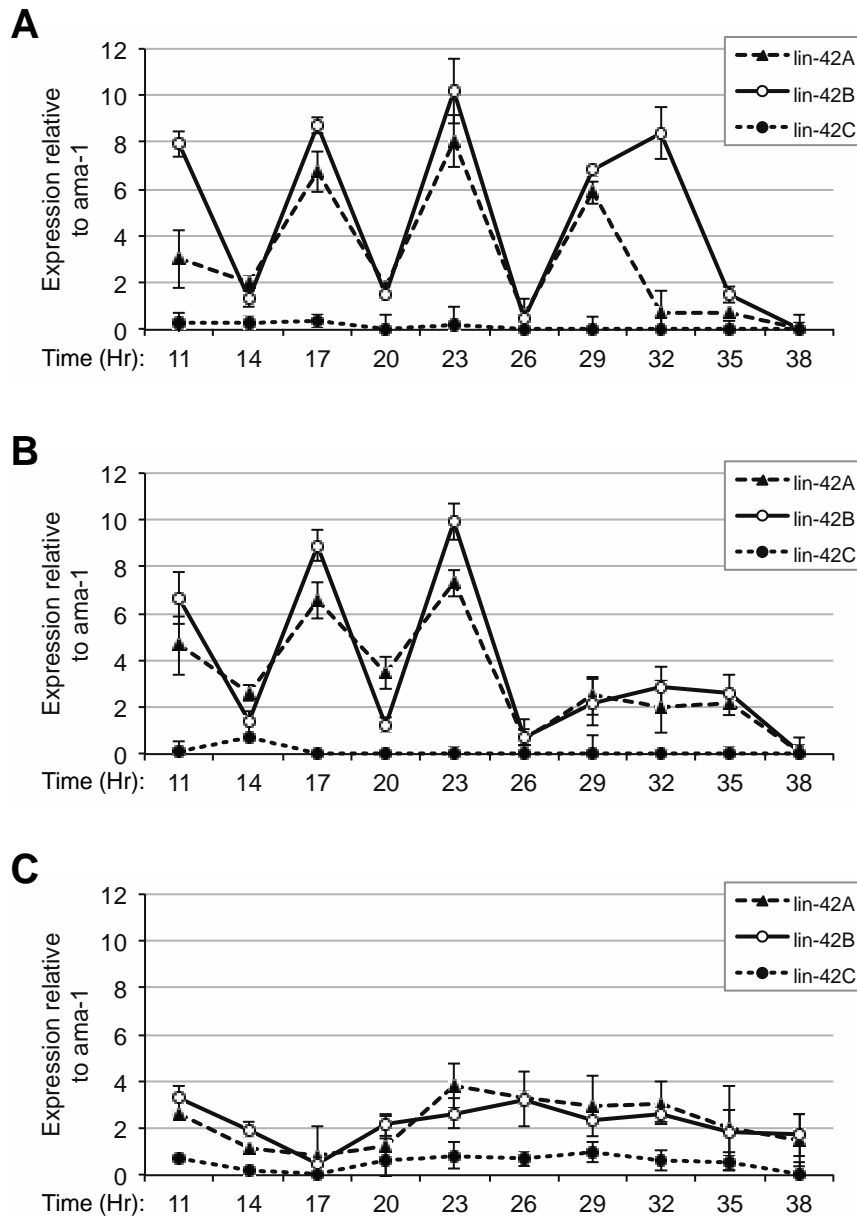 A
Expression relative
to ama-1
12
10
8
6
4
2
0
lin-42A
lin-42B
lin-42C
Time (Hr): 11 14 17 20 23 26 29 32 35 38
B
Expression relative
to ama-1
12
10
8
6
4
2
0
lin-42A
lin-42B
lin-42C
Time (Hr): 11 14 17 20 23 26 29 32 35 38
C
Expression relative
to ama-1
12
10
8
6
4
2
0
lin-42A
lin-42B
lin-42C
Time (Hr): 11 14 17 20 23 26 29 32 35 38